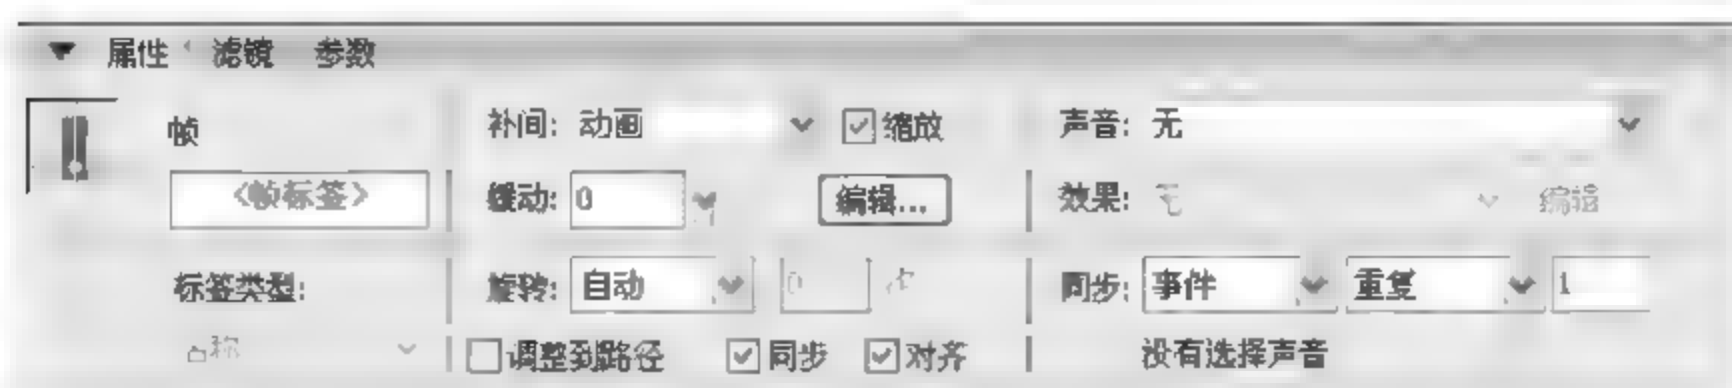 属性 滤镜 参数
帧 补间: 动画 缩放 声音: 无
<帧标签> 缓动: 0 编辑... 效果: 无 编辑
标签类型: 旋转: 自动 0 次 同步: 事件 重复 1
名称 调整到路径 同步 对齐 没有选择声音